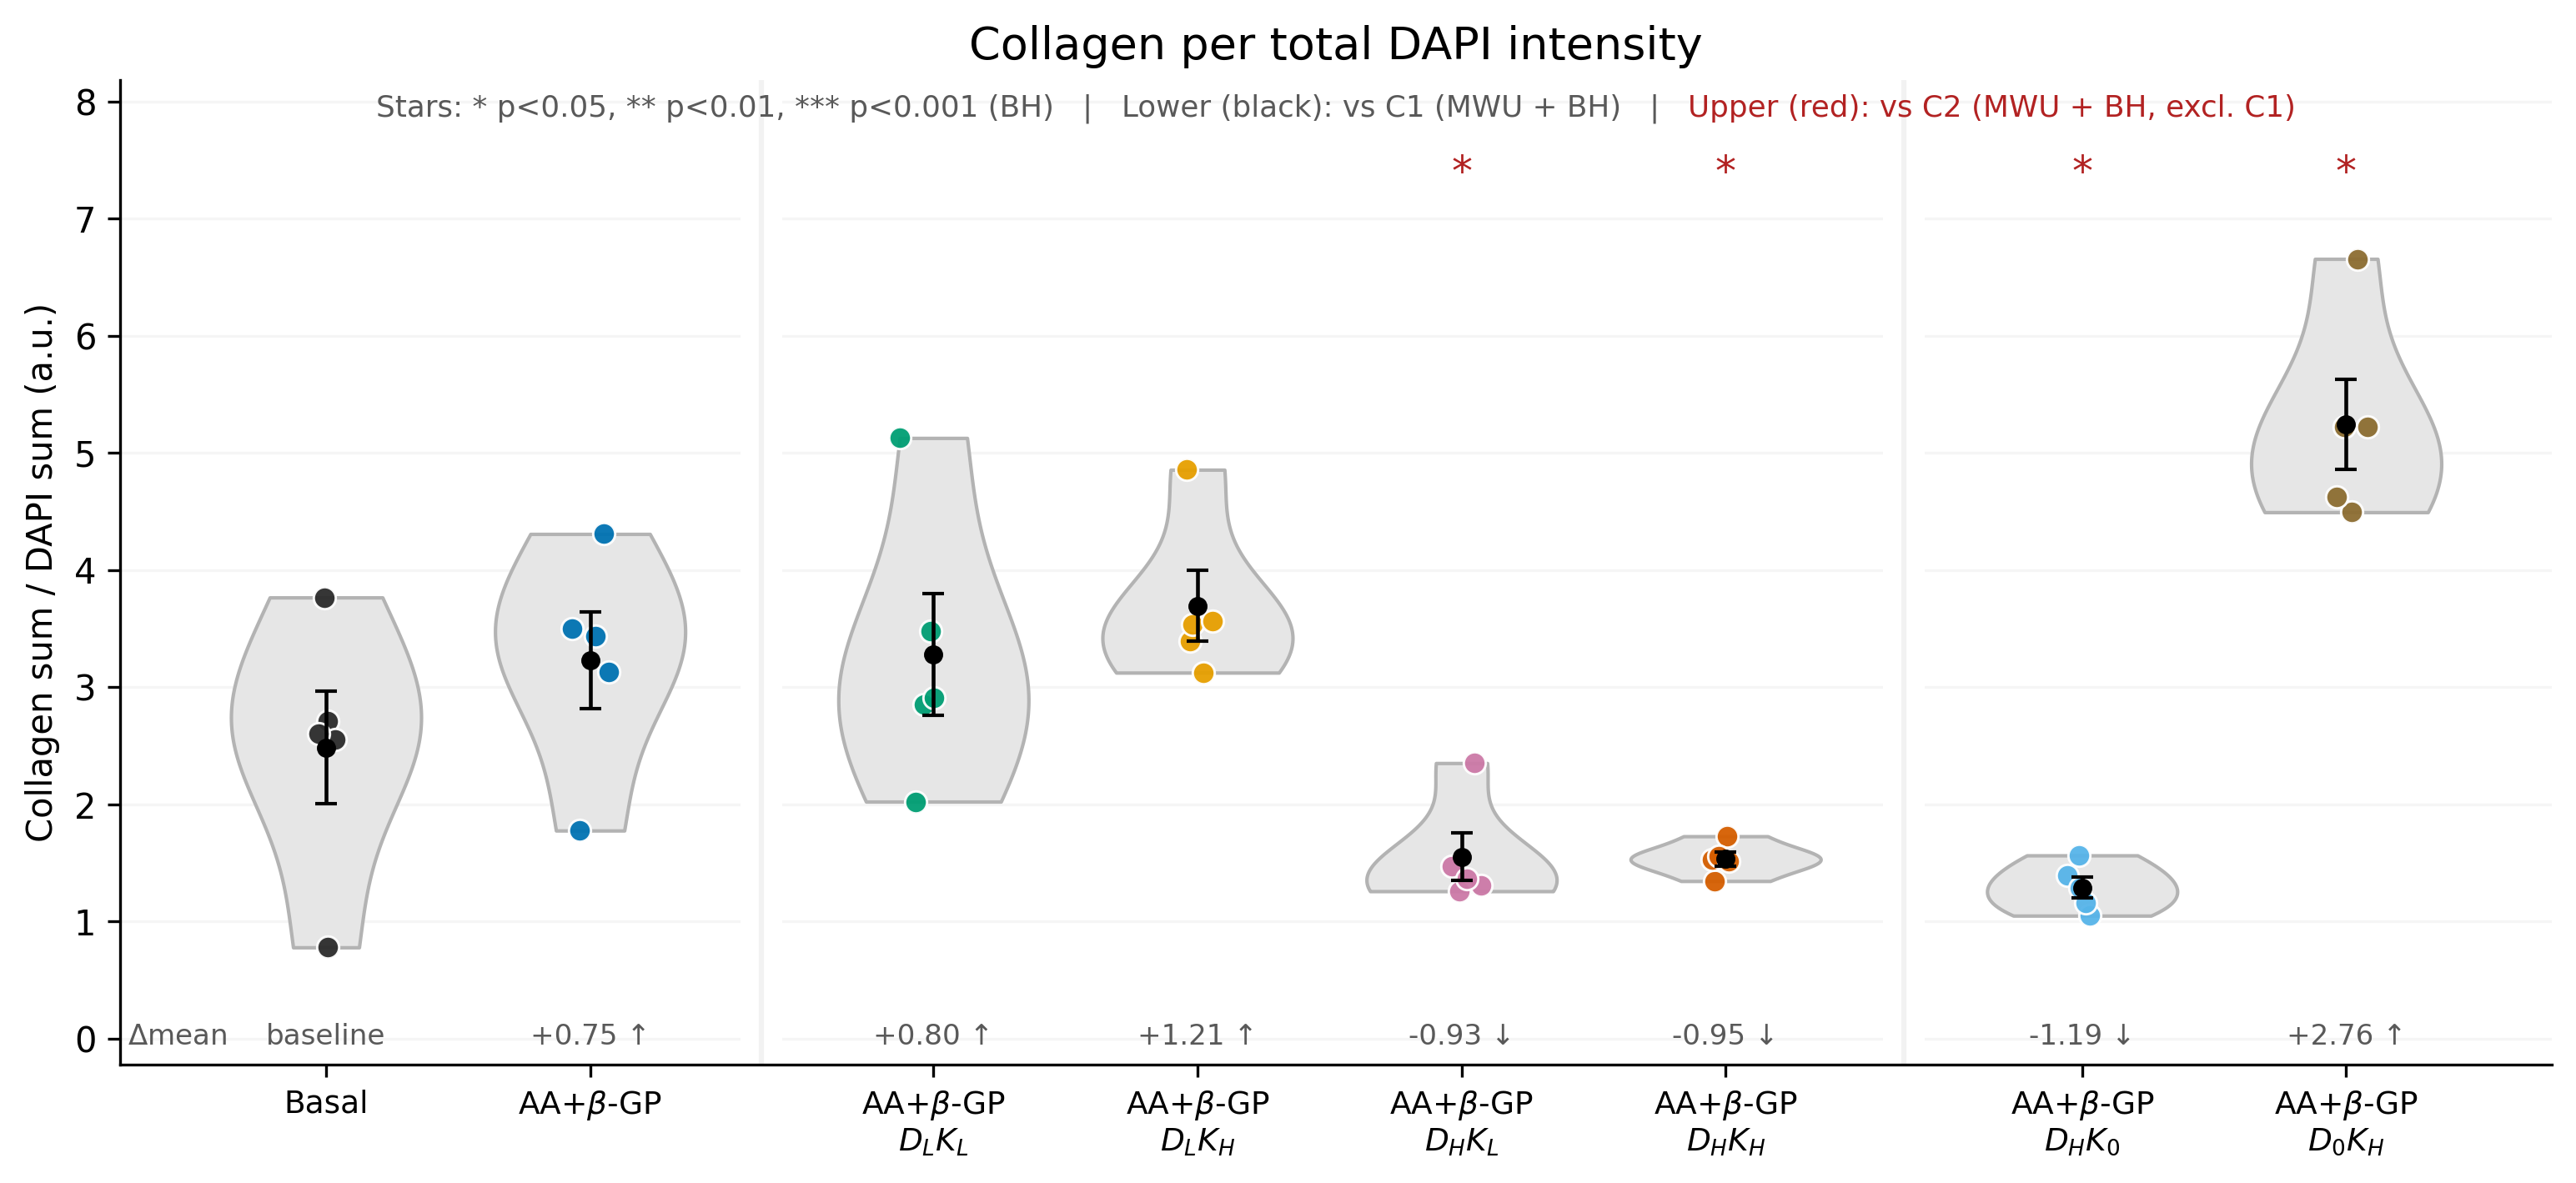 Collagen per total DAPI intensity
Stars: * p<0.05, ** p<0.01, *** p<0.001 (BH) | Lower (black): vs C1 (MWU + BH) | Upper (red): vs C2 (MWU + BH, excl. C1)
* * * *
Collagen sum / DAPI sum (a.u.)
8
7
6
5
4
3
2
1
0
Δmean baseline +0.75 ↑ +0.80 ↑ +1.21 ↑ -0.93 ↓ -0.95 ↓ -1.19 ↓ +2.76 ↑
Basal AA+β-GP AA+β-GP AA+β-GP AA+β-GP AA+β-GP AA+β-GP AA+β-GP
D_LK_L D_LK_H D_HK_L D_HK_H D_HK_0 D_0K_H